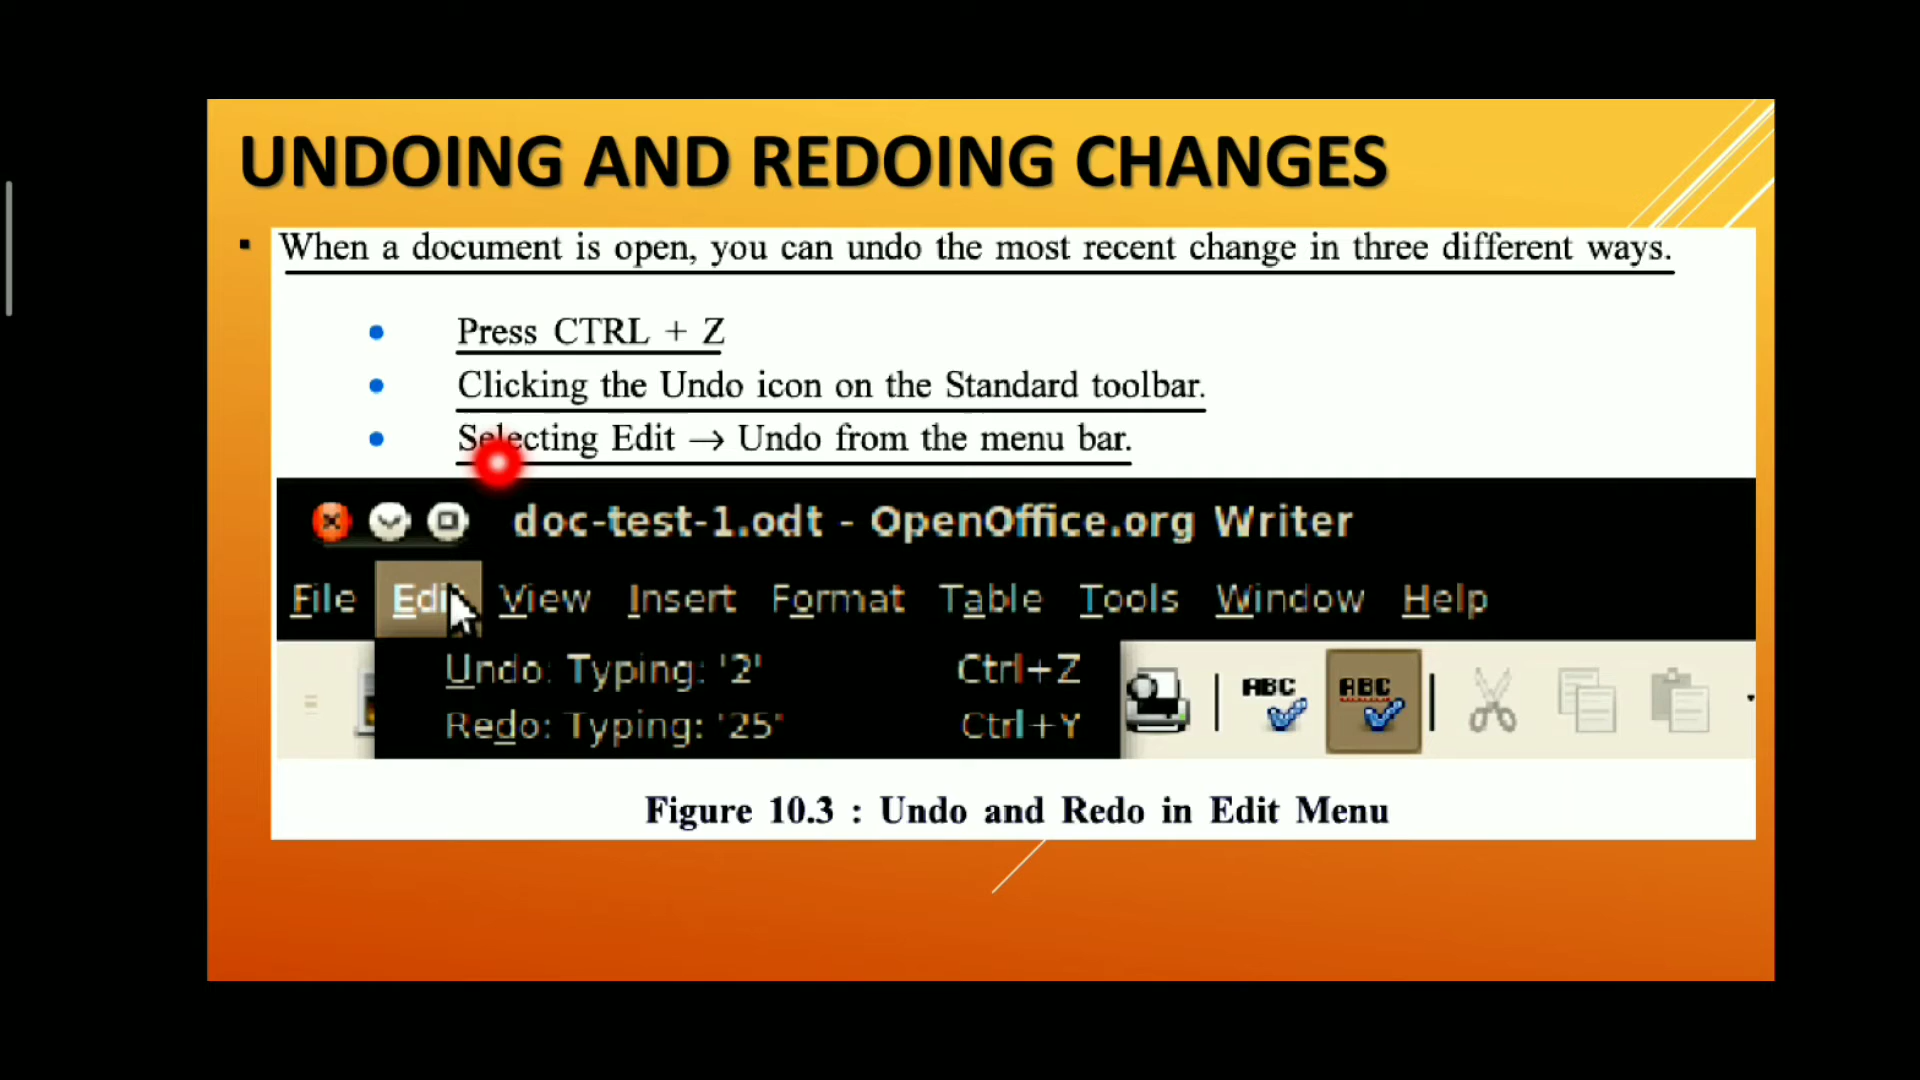 UNDOING AND REDOING CHANGES
When a document is open, you can undo the most recent change in three different ways.
Press CTRL + Z
Clicking the Undo icon on the Standard toolbar.
Selecting Edit → Undo from the menu bar.
doc-test-1.odt - OpenOffice.org Writer
File Edit View Insert Format Table Tools Window Help
Undo: Typing: '2' Ctrl+Z
ABC ABC
Redo: Typing: '25' Ctrl+Y
Figure 10.3 : Undo and Redo in Edit Menu